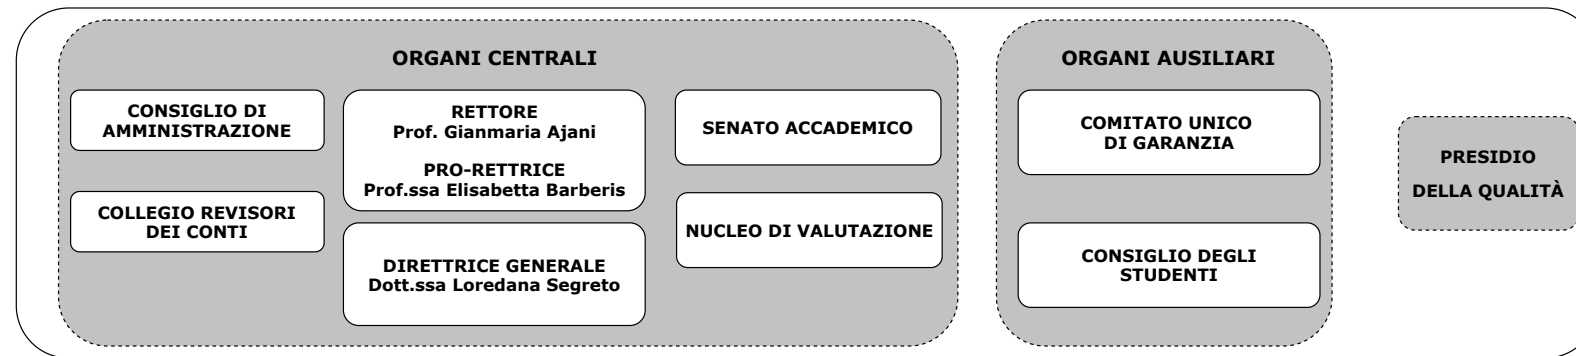 ORGANI CENTRALI
CONSIGLIO DI
AMMINISTRAZIONE
COLLEGIO REVISORI
DEI CONTI
RETTORE
Prof. Gianmaria Ajani
PRO-RETTRICE
Prof.ssa Elisabetta Barberis
DIRETTRICE GENERALE
Dott.ssa Loredana Segreto
SENATO ACCADEMICO
NUCLEO DI VALUTAZIONE
ORGANI AUSILIARI
COMITATO UNICO
DI GARANZIA
CONSIGLIO DEGLI
STUDENTI
PRESIDIO
DELLA QUALITÀ